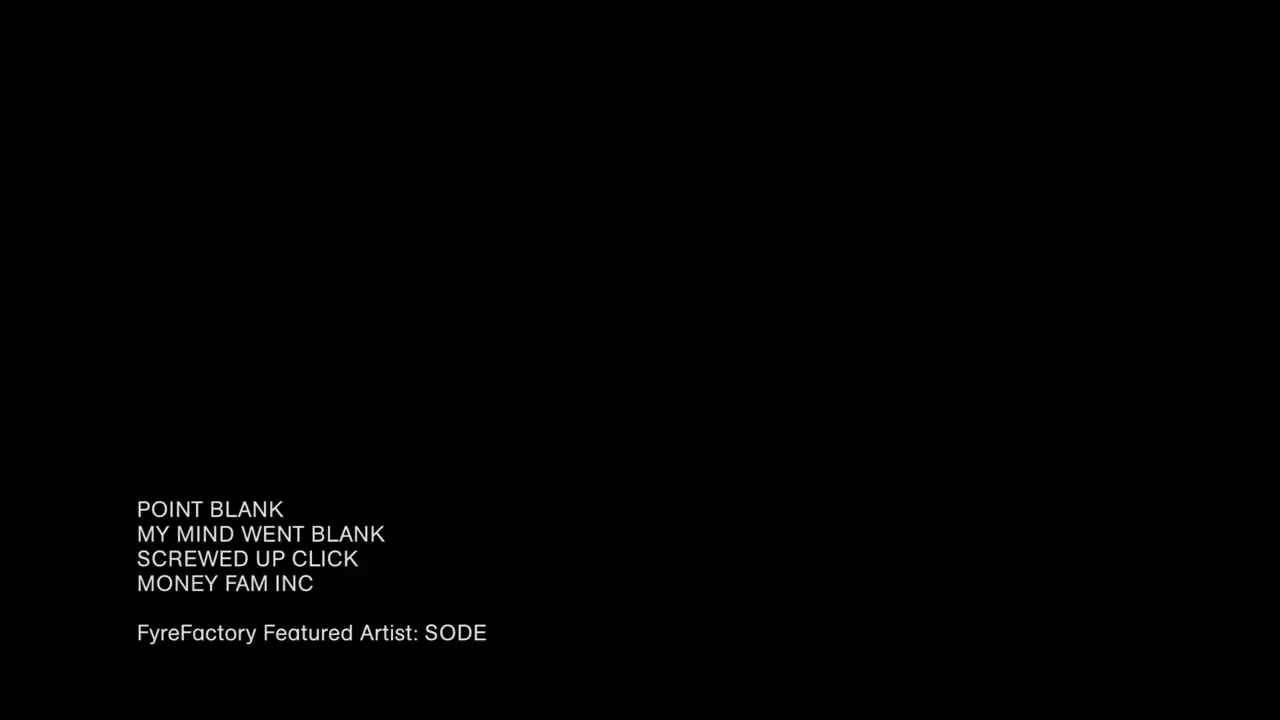 POINT BLANK
MY MIND WENT BLANK
SCREWED UP CLICK
MONEY FAM INC
FyreFactory Featured Artist: SODE